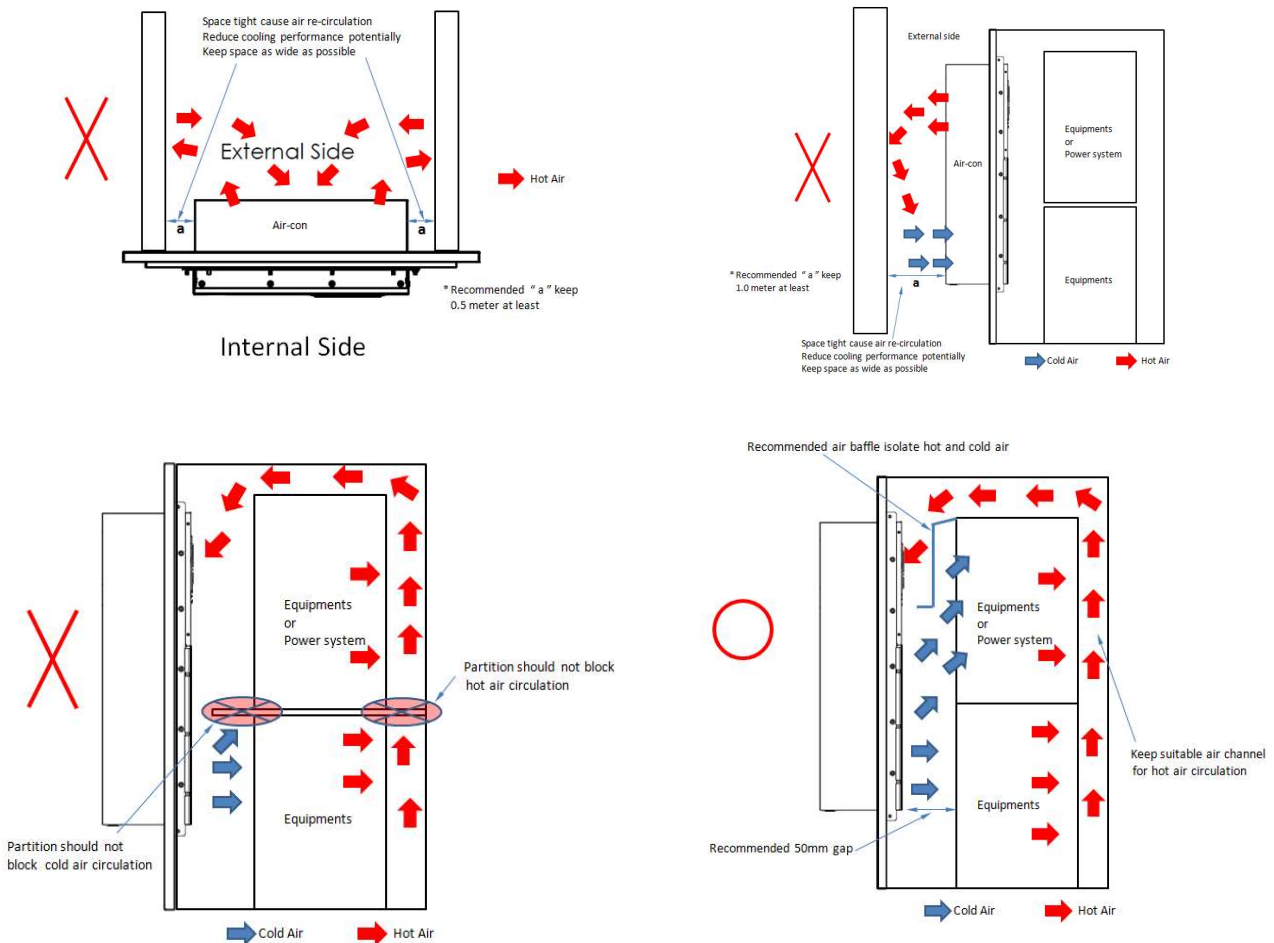 Space tight cause air re-circulation
Reduce cooling performance potentially
Keep space as wide as possible
External Side
Hot Air
a
a
Air-con
* Recommended “ a ” keep
0.5 meter at least
Internal Side
External side
Equipments
or
Power system
Air-con
* Recommended “ a ” keep
1.0 meter at least
a
Equipments
Space tight cause air re-circulation
Reduce cooling performance potentially
Keep space as wide as possible
Cold Air
Hot Air
Equipments
or
Power system
Partition should not block
hot air circulation
Equipments
Partition should not
block cold air circulation
Cold Air
Hot Air
Recommended air baffle isolate hot and cold air
Equipments
or
Power system
Keep suitable air channel
for hot air circulation
Equipments
Recommended 50mm gap
Cold Air
Hot Air